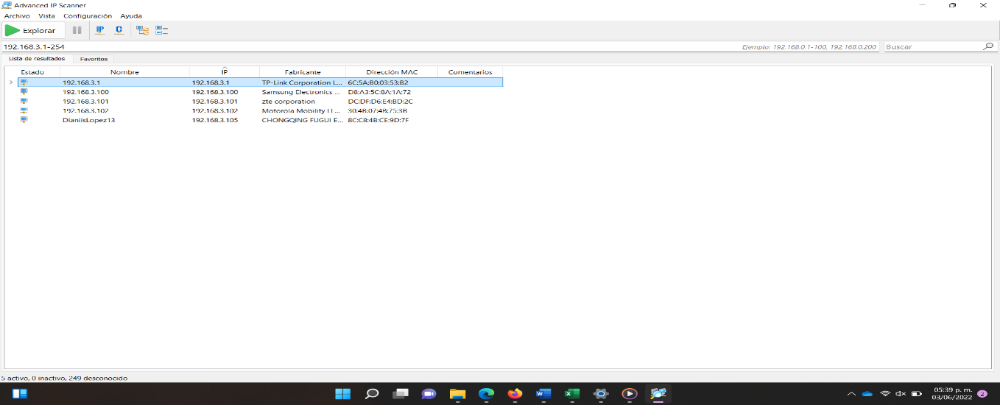 Advanced IP Scanner
Archivo Vista Configuración Ayuda
Explorar IP C
192.168.3.1-254 Ejemplo: 192.168.0.1-100, 192.168.0.200 Buscar
Lista de resultados Favoritos
Estado Nombre IP Fabricante Dirección MAC Comentarios
192.168.3.1 192.168.3.1 TP-Link Corporation L... 6C:5A:B0:03:53:B2
192.168.3.100 192.168.3.100 Samsung Electronics ... D8:A3:5C:8A:1A:72
192.168.3.101 192.168.3.101 zte corporation DC:DF:D6:E4:BD:2C
192.168.3.102 192.168.3.102 Motorola Mobility LL... 30:4B:07:4B:75:3B
DianiisLopez13 192.168.3.105 CHONGQING FUGUI E... 8C:C8:4B:CE:9D:7F
5 activo, 0 inactivo, 249 desconocido
05:39 p. m.
03/06/2022 2